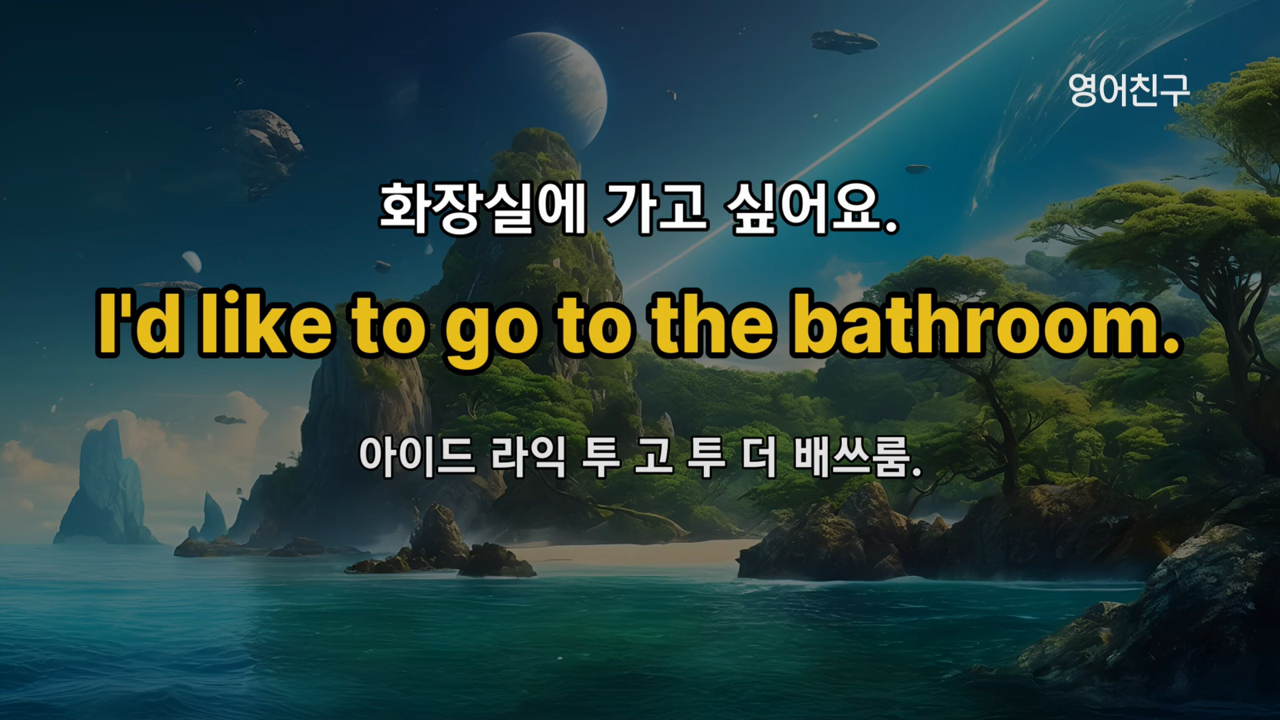 영어친구
화장실에 가고 싶어요.
I'd like to go to the bathroom.
아이드 라익 투 고 투 더 배쓰룸.